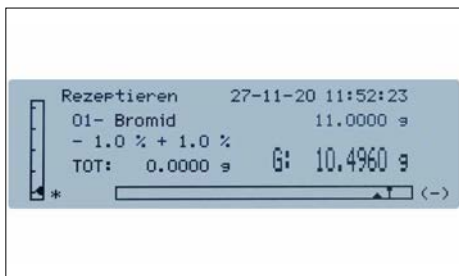 Rezeptieren 27-11-20 11:52:23
01- Bromid 11.0000 g
- 1.0 % + 1.0 %
TOT: 0.0000 g G: 10.4960 g
* (-)